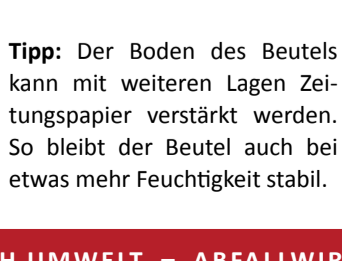 Tipp: Der Boden des Beutels
kann mit weiteren Lagen Zei-
tungspapier verstärkt werden.
So bleibt der Beutel auch bei
etwas mehr Feuchtigkeit stabil.
UMWELT –